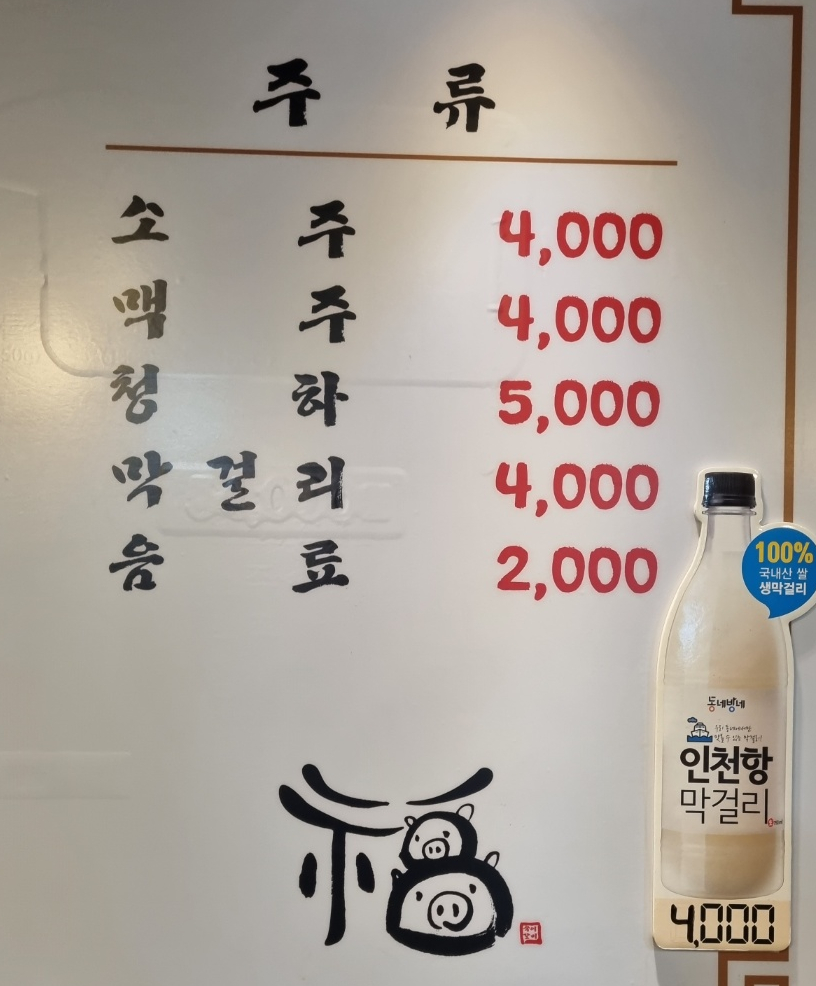 주 류
소 주 4,000
맥 주 4,000
청 하 5,000
막 걸 리 4,000
음 료 2,000
100%
국내산 쌀
생막걸리
동네방네
인천항
막걸리
4,000
福